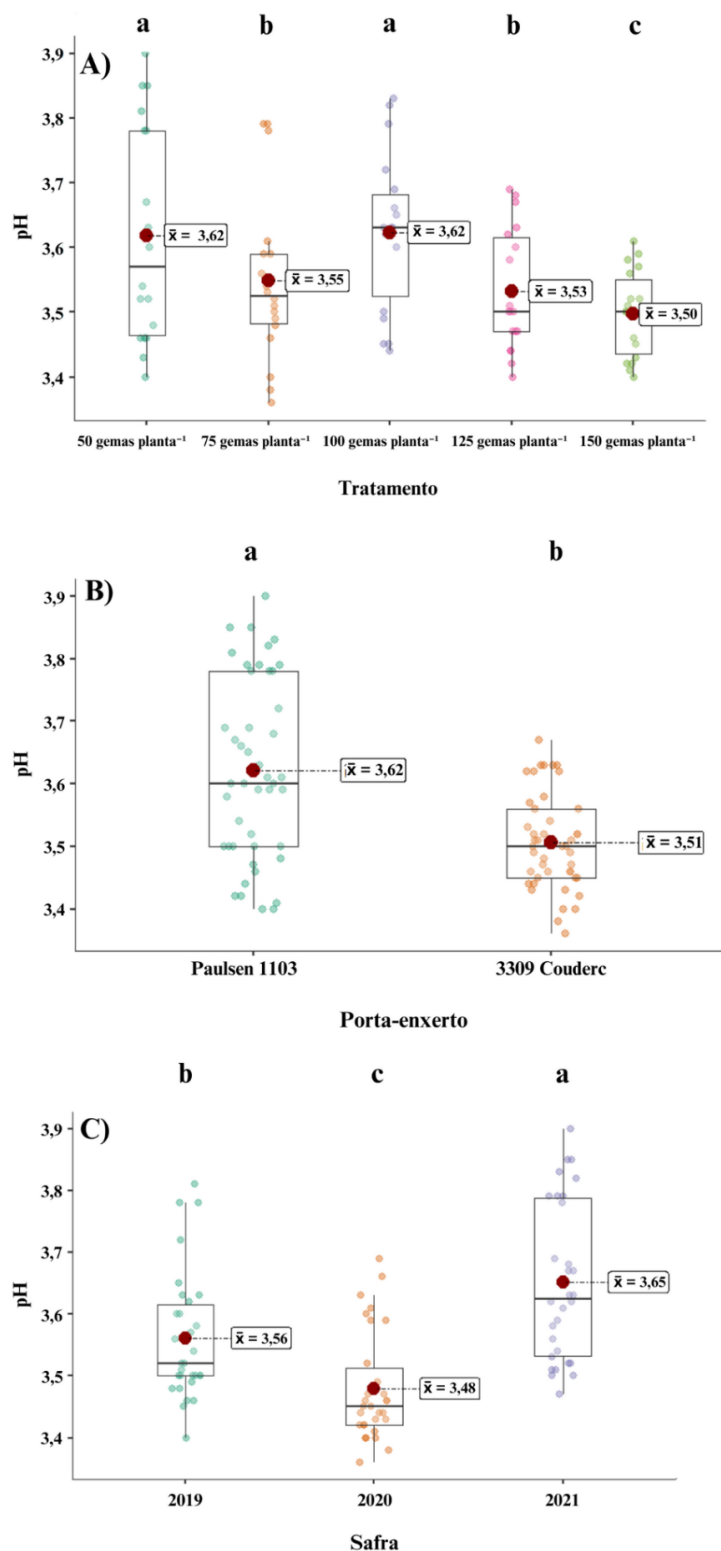 a b a b c
A)
3,9
3,8
3,7
3,6
3,5
3,4
pH
x̄ = 3,62
x̄ = 3,55
x̄ = 3,62
x̄ = 3,53
x̄ = 3,50
50 gemas planta⁻¹ 75 gemas planta⁻¹ 100 gemas planta⁻¹ 125 gemas planta⁻¹ 150 gemas planta⁻¹
Tratamento
a b
B)
3,9
3,8
3,7
3,6
3,5
3,4
pH
x̄ = 3,62
x̄ = 3,51
Paulsen 1103 3309 Couderc
Porta-enxerto
b c a
C)
3,9
3,8
3,7
3,6
3,5
3,4
pH
x̄ = 3,56
x̄ = 3,48
x̄ = 3,65
2019 2020 2021
Safra